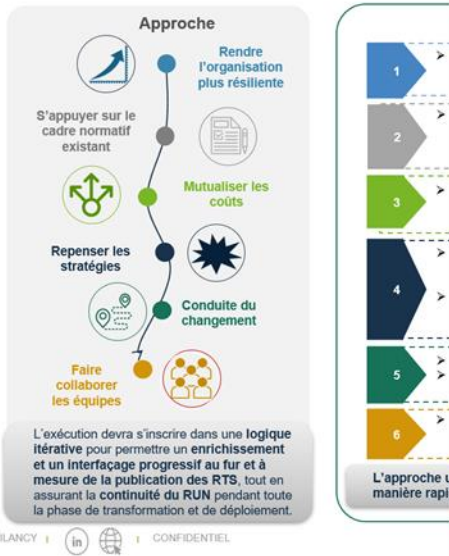 Approche
Rendre
l'organisation
plus résiliente
S'appuyer sur le
cadre normatif
existant
Mutualiser les
coûts
Repenser les
stratégies
Conduite du
changement
Faire
collaborer
les équipes
L'exécution devra s'inscrire dans une logique
itérative pour permettre un enrichissement
et un interfaçage progressif au fur et à
mesure de la publication des RTS, tout en
assurant la continuité du RUN pendant toute
la phase de transformation et de déploiement.
1
2
3
4
5
6
L'approche
manière
in
CONFIDENTIEL